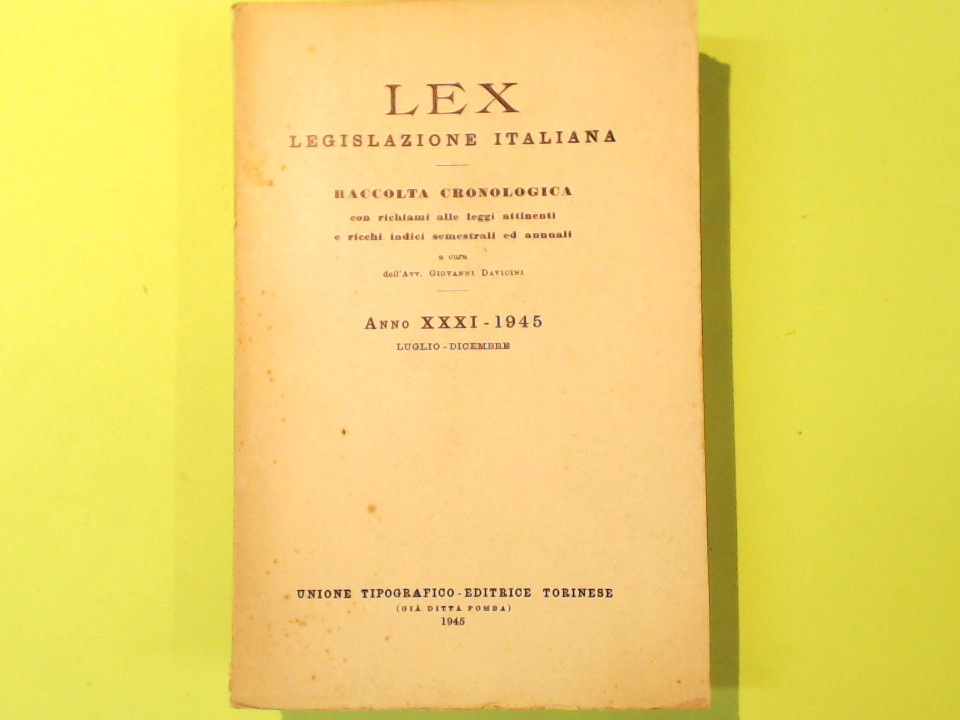 LEX
LEGISLAZIONE ITALIANA
RACCOLTA CRONOLOGICA
con richiami alle leggi attinenti
e ricchi indici semestrali ed annuali
a cura
dell'Avv. Giovanni Davicini
Anno XXXI - 1945
LUGLIO - DICEMBRE
UNIONE TIPOGRAFICO - EDITRICE TORINESE
(GIÀ DITTA POMBA)
1945